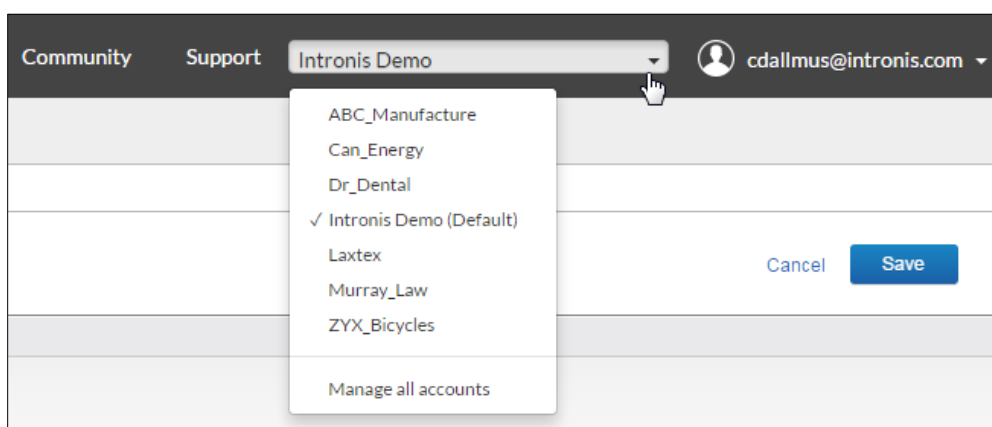 Community Support Intronis Demo cdallmus@intronis.com
ABC_Manufacture
Can_Energy
Dr_Dental
✓ Intronis Demo (Default)
Laxtex
Cancel Save
Murray_Law
ZYX_Bicycles
Manage all accounts